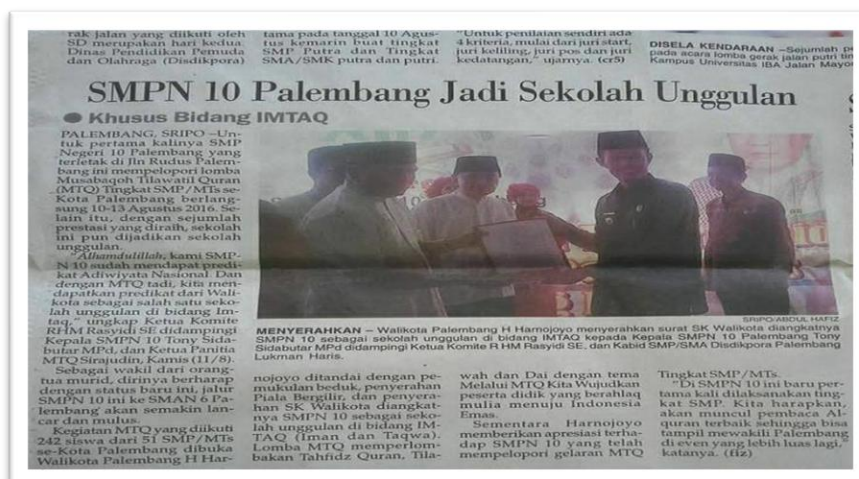 rak jalan yang diikuti oleh
SD merupakan hari kedua.
Dinas Pendidikan Pemuda
dan Olahraga (Disdikpora)
tama pada tanggal 10 Agus-
tus kemarin buat tingkat
SMP Putra dan Tingkat
SMA/SMK putra dan putri.
"Untuk penilaian sendiri ada
4 kriteria, mulai dari juri start,
juri keliling, juri pos dan juri
kedatangan," ujarnya. (cr5)
DISELA KENDARAAN –Sejumlah
pada acara lomba gerak jalan putri
Kampus Universitas IBA Jalan
SMPN 10 Palembang Jadi Sekolah Unggulan
● Khusus Bidang IMTAQ
PALEMBANG, SRIPO –Un-
tuk pertama kalinya SMP
Negeri 10 Palembang yang
terletak di Jln Rudus Palem-
bang ini mempelopori lomba
Musabaqoh Tilawatil Quran
(MTQ) Tingkat SMP/MTs se-
Kota Palembang berlang-
sung 10-13 Agustus 2016. Se-
lain itu, dengan sejumlah
prestasi yang diraih, sekolah
ini pun dijadikan sekolah
unggulan.
"Alhamdulillah, kami SMP-
N 10 sudah mendapat predi-
kat Adiwiyata Nasional. Dan
dengan MTQ tadi, kita men-
dapatkan predikat dari Wali-
kota sebagai salah satu seko-
lah unggulan di bidang Im-
taq," ungkap Ketua Komite
RHM Rasyidi SE didampingi
Kepala SMPN 10 Tony Sida-
butar MPd, dan Ketua Panitia
MTQ Sirajudin, Kamis (11/8).
Sebagai wakil dari orang-
tua murid, dirinya berharap
dengan status baru ini, jalur
SMPN 10 ini ke SMAN 6 Pa-
lembang akan semakin lan-
car dan mulus.
Kegiatan MTQ yang diikuti
242 siswa dari 51 SMP/MTs
se-Kota Palembang dibuka
Walikota Palembang H Har-
SRIPO/ABDUL HAFIZ
MENYERAHKAN – Walikota Palembang H Harnojoyo menyerahkan surat SK Walikota diangkatnya
SMPN 10 sebagai sekolah unggulan di bidang IMTAQ kepada Kepala SMPN 10 Palembang Tony
Sidabutar MPd didampingi Ketua Komite R HM Rasyidi SE, dan Kabid SMP/SMA Disdikpora Palembang
Lukman Haris.
nojoyo ditandai dengan pe-
mukulan beduk, penyerahan
Piala Bergilir, dan penyera-
han SK Walikota diangkat-
nya SMPN 10 sebagai seko-
lah unggulan di bidang IM-
TAQ (Iman dan Taqwa).
Lomba MTQ memperlom-
bakan Tahfidz Quran, Tila-
wah dan Dai dengan tema
Melalui MTQ Kita Wujudkan
peserta didik yang berahlaq
mulia menuju Indonesia
Emas.
Sementara Harnojoyo
memberikan apresiasi terha-
dap SMPN 10 yang telah
mempelopori gelaran MTQ
Tingkat SMP/MTs.
"Di SMPN 10 ini baru per-
tama kali dilaksanakan ting-
kat SMP. Kita harapkan,
akan muncul pembaca Al-
quran terbaik sehingga bisa
tampil mewakili Palembang
di even yang lebih luas lagi,"
katanya. (fiz)